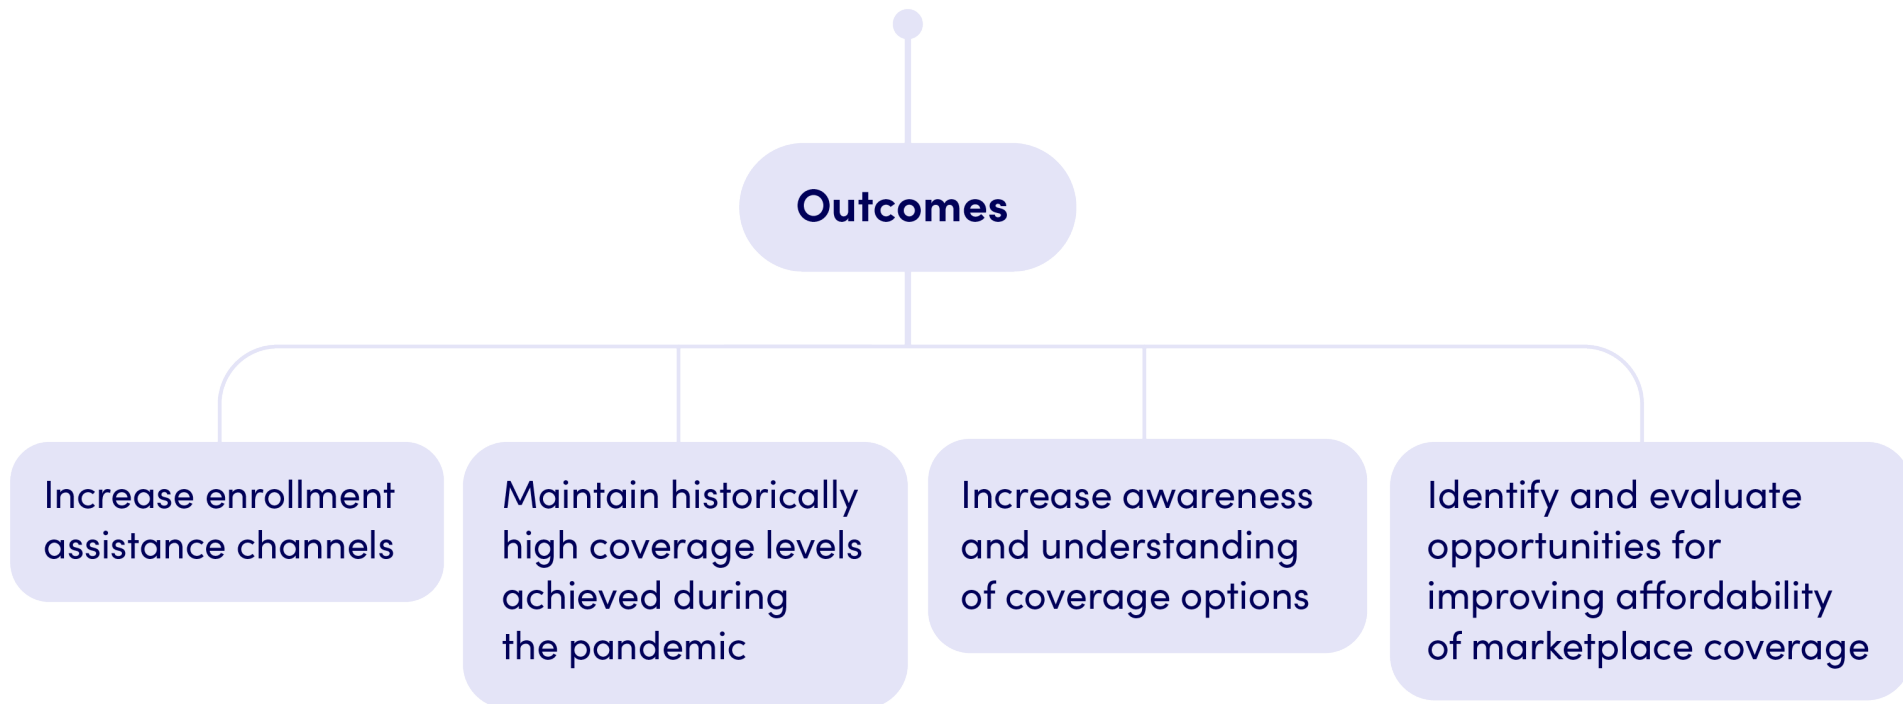 Outcomes
Increase enrollment
assistance channels
Maintain historically
high coverage levels
achieved during
the pandemic
Increase awareness
and understanding
of coverage options
Identify and evaluate
opportunities for
improving affordability
of marketplace coverage